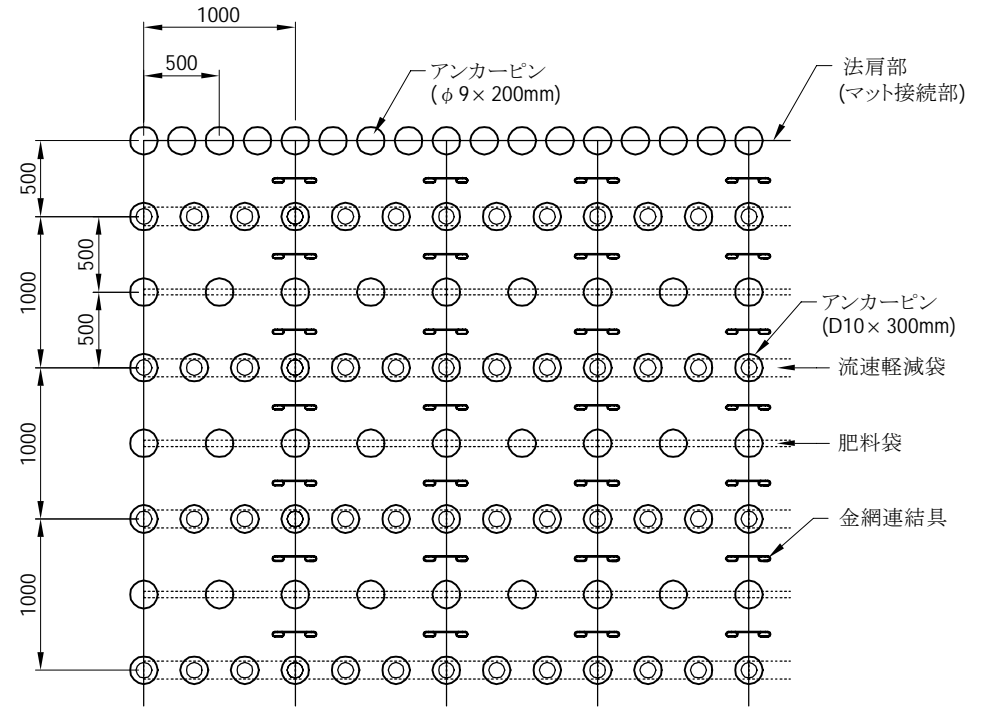 1000
500
アンカーピン
(φ9×200mm)
法肩部
(マット接続部)
500
1000
500
500
アンカーピン
(D10×300mm)
流速軽減袋
1000
肥料袋
金網連結具
1000